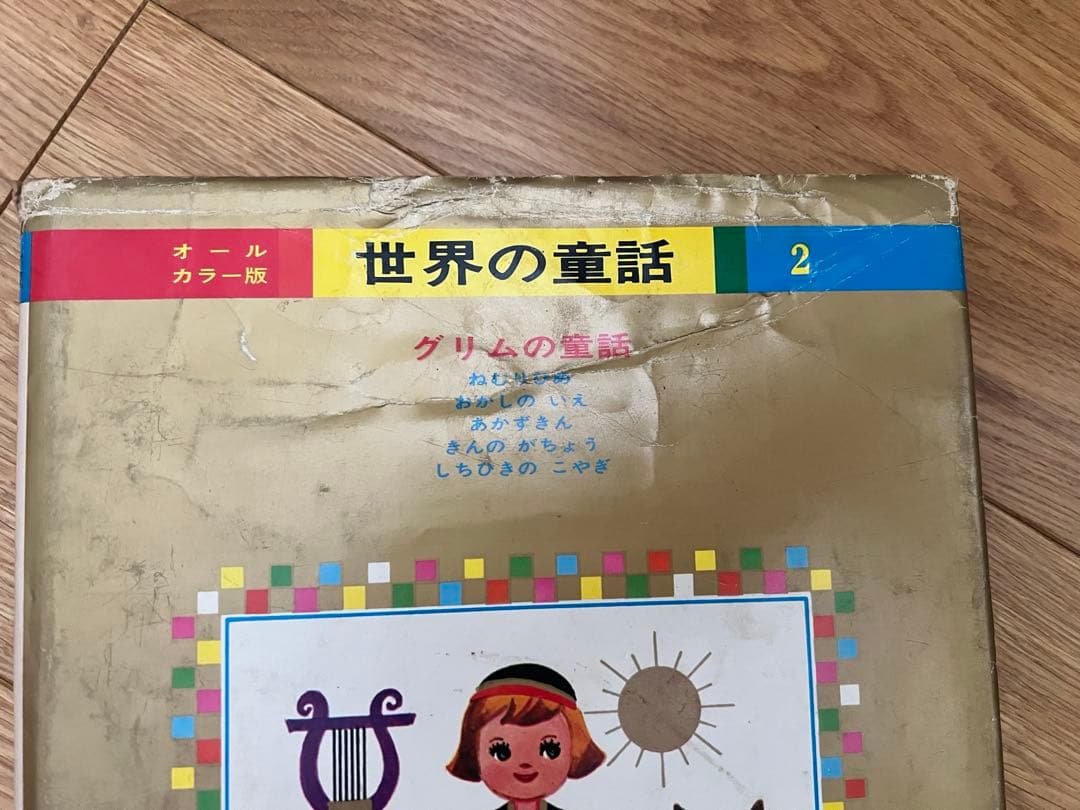 オール
カラー版
世界の童話
2
グリムの童話
ねむりひめ
おかしの いえ
あかずきん
きんの がちょう
しちひきの こやぎ